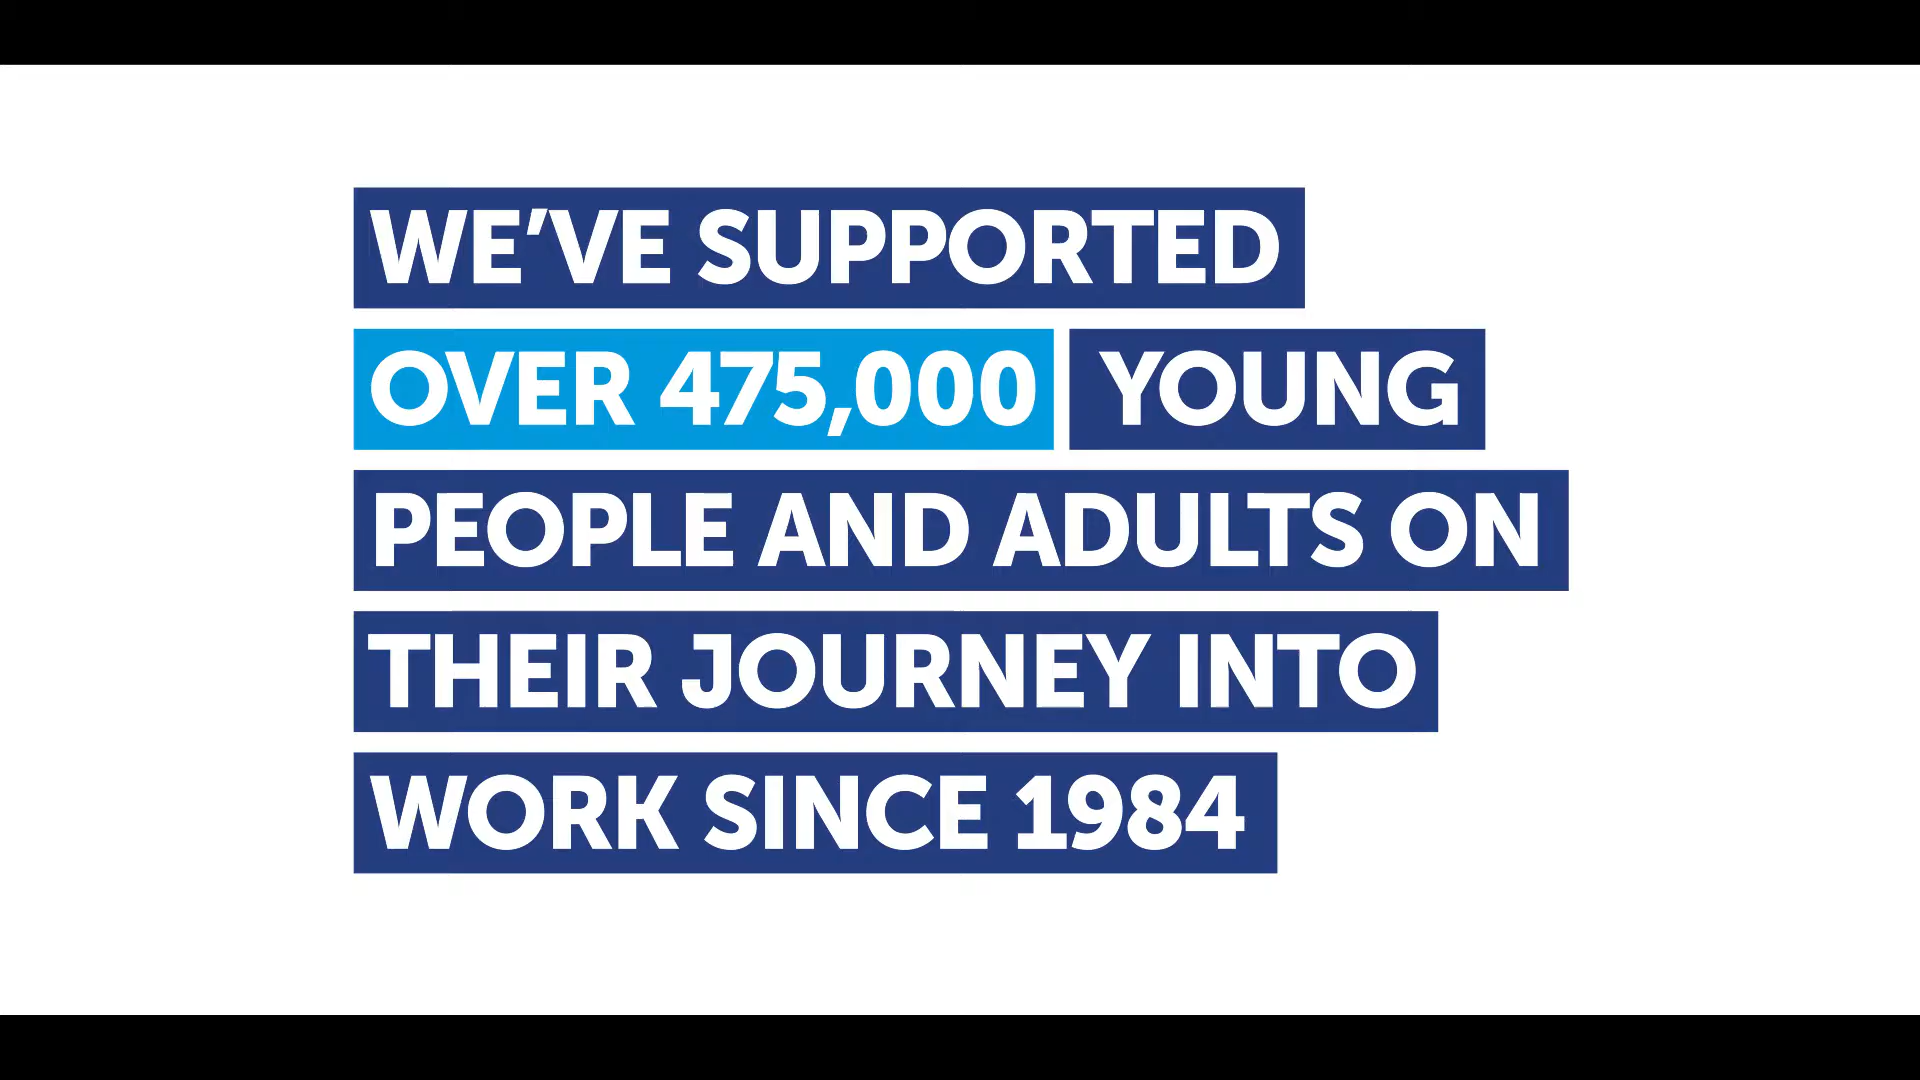 WE’VE SUPPORTED
OVER 475,000 YOUNG
PEOPLE AND ADULTS ON
THEIR JOURNEY INTO
WORK SINCE 1984